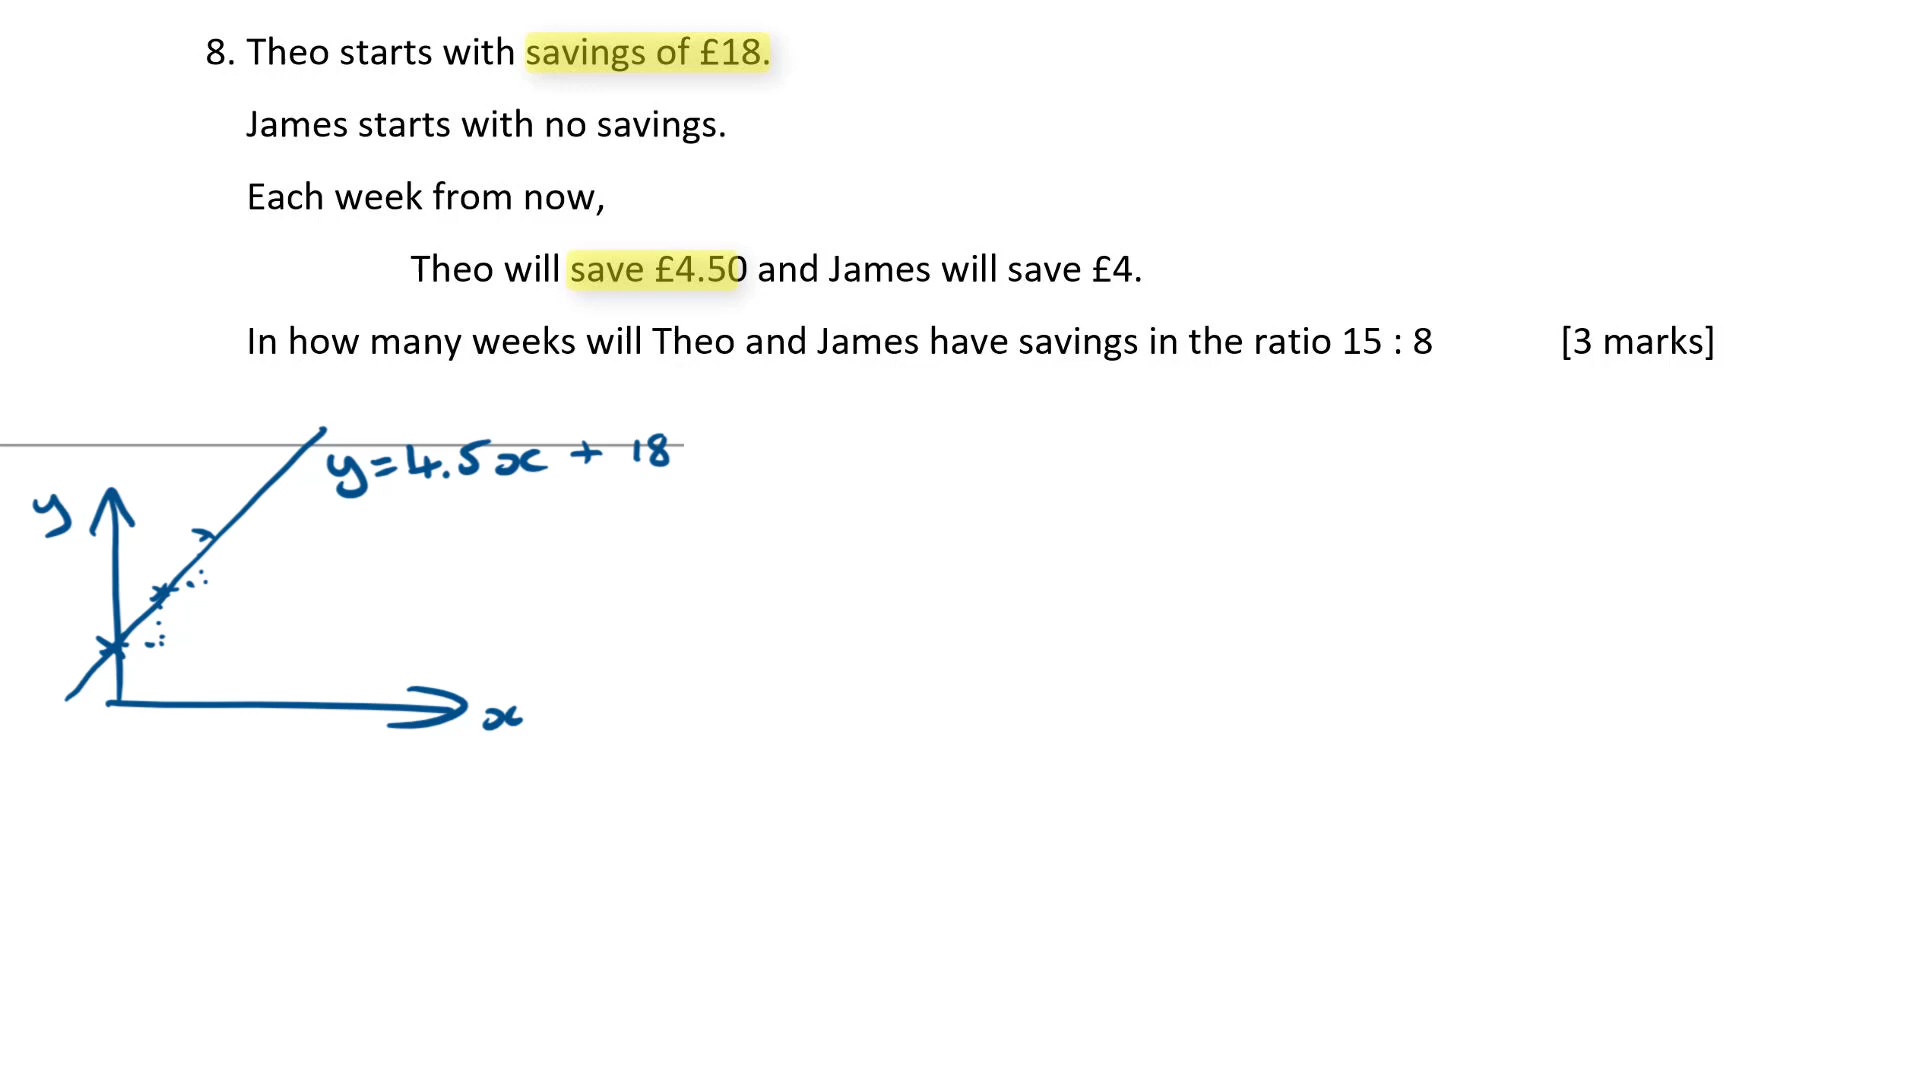 8. Theo starts with savings of £18.
James starts with no savings.
Each week from now,
Theo will save £4.50 and James will save £4.
In how many weeks will Theo and James have savings in the ratio 15 : 8 [3 marks]
y=4.5x + 18
y
x